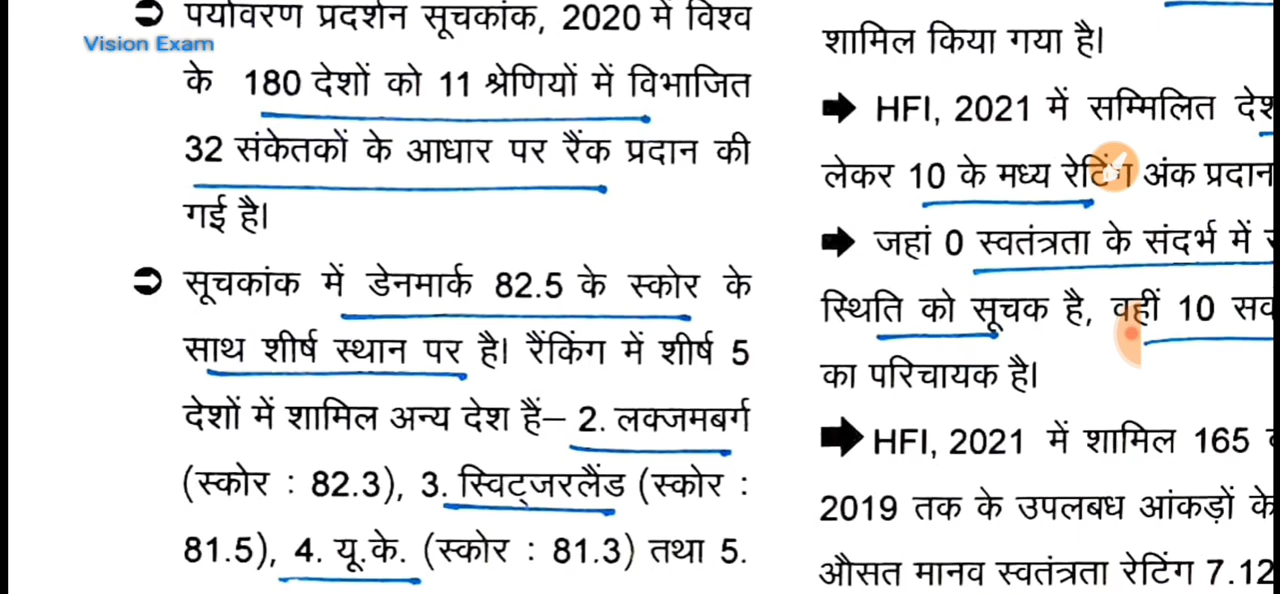 ➲ पर्यावरण प्रदर्शन सूचकांक, 2020 में विश्व
Vision Exam
के 180 देशों को 11 श्रेणियों में विभाजित
32 संकेतकों के आधार पर रैंक प्रदान की
गई है।
➲ सूचकांक में डेनमार्क 82.5 के स्कोर के
साथ शीर्ष स्थान पर है। रैंकिंग में शीर्ष 5
देशों में शामिल अन्य देश हैं– 2. लक्जमबर्ग
(स्कोर : 82.3), 3. स्विट्जरलैंड (स्कोर :
81.5), 4. यू.के. (स्कोर : 81.3) तथा 5.
शामिल किया गया है।
➡ HFI, 2021 में सम्मिलित
लेकर 10 के मध्य रेटिंग अंक प्रदान
➡ जहां 0 स्वतंत्रता के संदर्भ में
स्थिति को सूचक है, वहीं 10
का परिचायक है।
➡ HFI, 2021 में शामिल 165
2019 तक के उपलबध आंकड़ों के
औसत मानव स्वतंत्रता रेटिंग 7.12